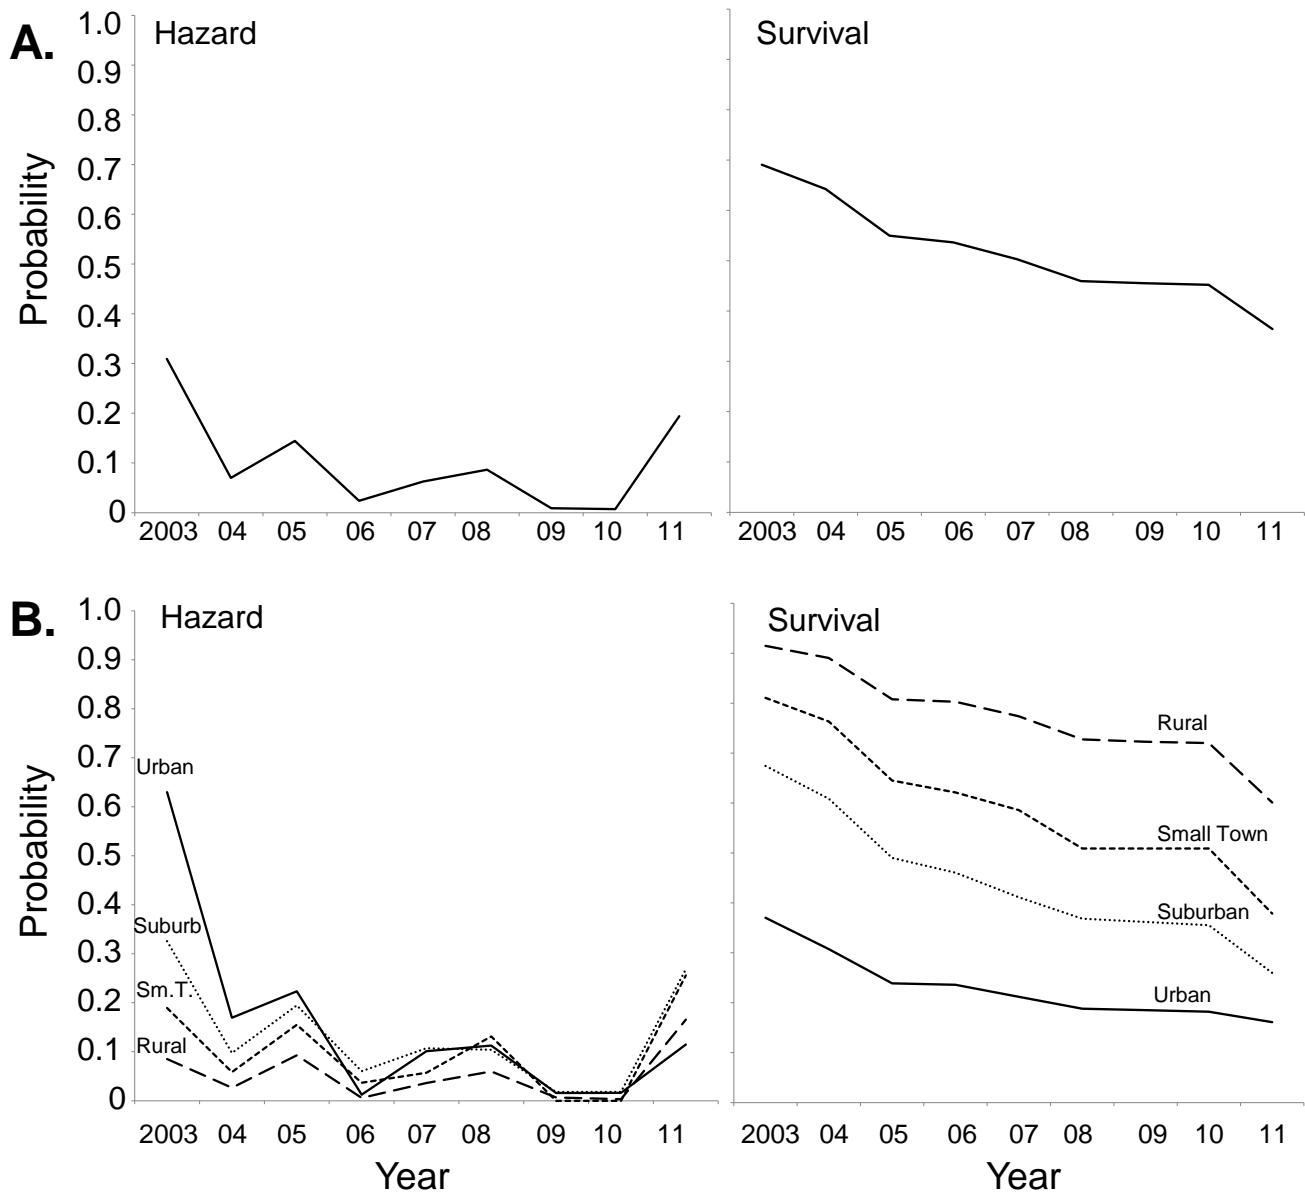 A.
Hazard
Survival
Probability
1.0
0.9
0.8
0.7
0.6
0.5
0.4
0.3
0.2
0.1
0
2003 04 05 06 07 08 09 10 11
2003 04 05 06 07 08 09 10 11
B.
Hazard
Survival
Probability
1.0
0.9
0.8
0.7
0.6
0.5
0.4
0.3
0.2
0.1
0
Urban
Suburb
Sm.T.
Rural
Rural
Small Town
Suburban
Urban
2003 04 05 06 07 08 09 10 11
2003 04 05 06 07 08 09 10 11
Year
Year